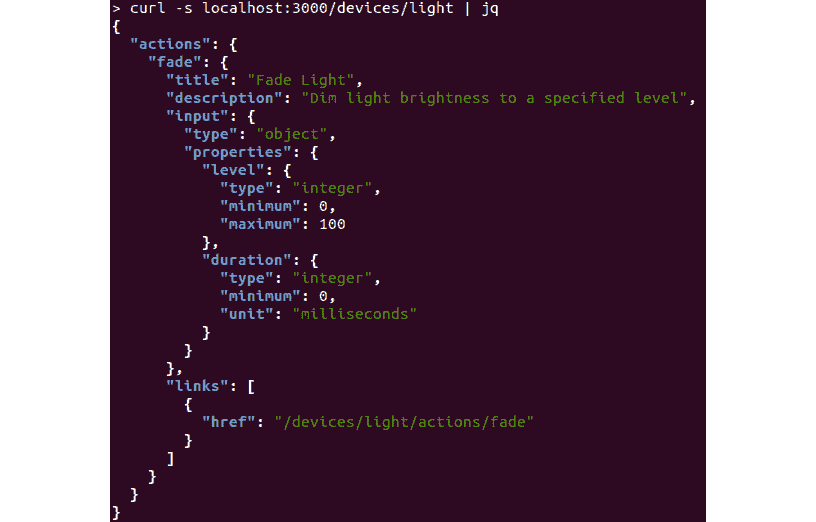 > curl -s localhost:3000/devices/light | jq
{
  "actions": {
    "fade": {
      "title": "Fade Light",
      "description": "Dim light brightness to a specified level",
      "input": {
        "type": "object",
        "properties": {
          "level": {
            "type": "integer",
            "minimum": 0,
            "maximum": 100
          },
          "duration": {
            "type": "integer",
            "minimum": 0,
            "unit": "milliseconds"
          }
        }
      },
      "links": [
        {
          "href": "/devices/light/actions/fade"
        }
      ]
    }
  }
}